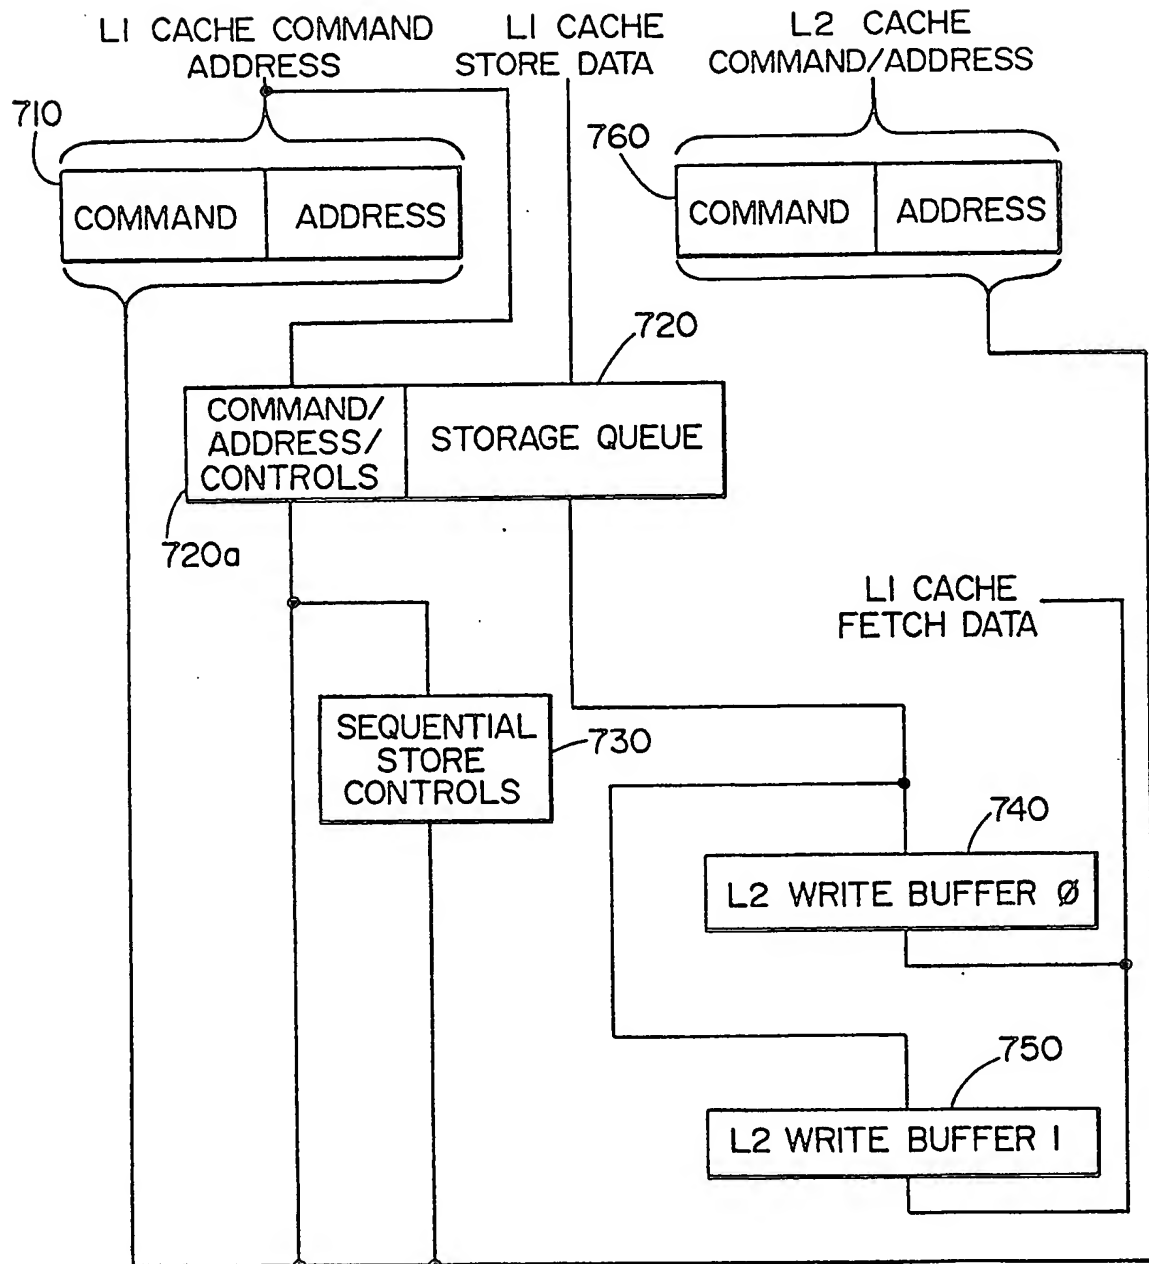 L1 CACHE COMMAND
ADDRESS
L1 CACHE
STORE DATA
L2 CACHE
COMMAND/ADDRESS
710
COMMAND
ADDRESS
760
COMMAND
ADDRESS
720
COMMAND/
ADDRESS/
CONTROLS
STORAGE QUEUE
720a
L1 CACHE
FETCH DATA
SEQUENTIAL
STORE
CONTROLS
730
740
L2 WRITE BUFFER Ø
750
L2 WRITE BUFFER 1